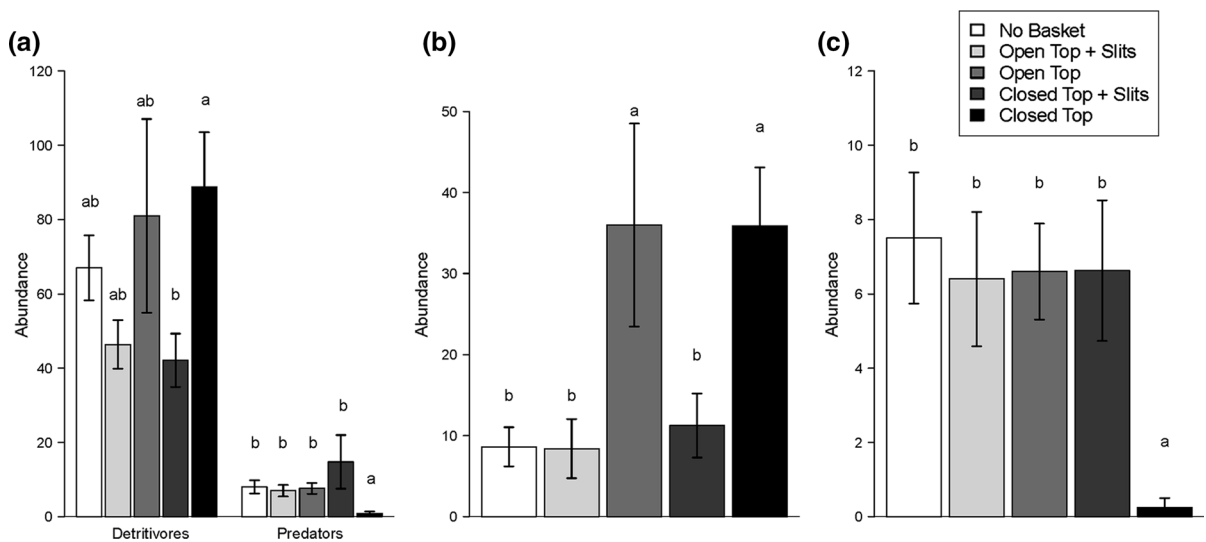 (a)
120
100
80
60
40
20
0
Abundance
ab
ab
ab
b
a
b
b
b
b
a
Detritivores
Predators
(b)
50
40
30
20
10
0
Abundance
b
b
a
b
a
(c)
12
10
8
6
4
2
0
Abundance
b
b
b
b
a
No Basket
Open Top + Slits
Open Top
Closed Top + Slits
Closed Top